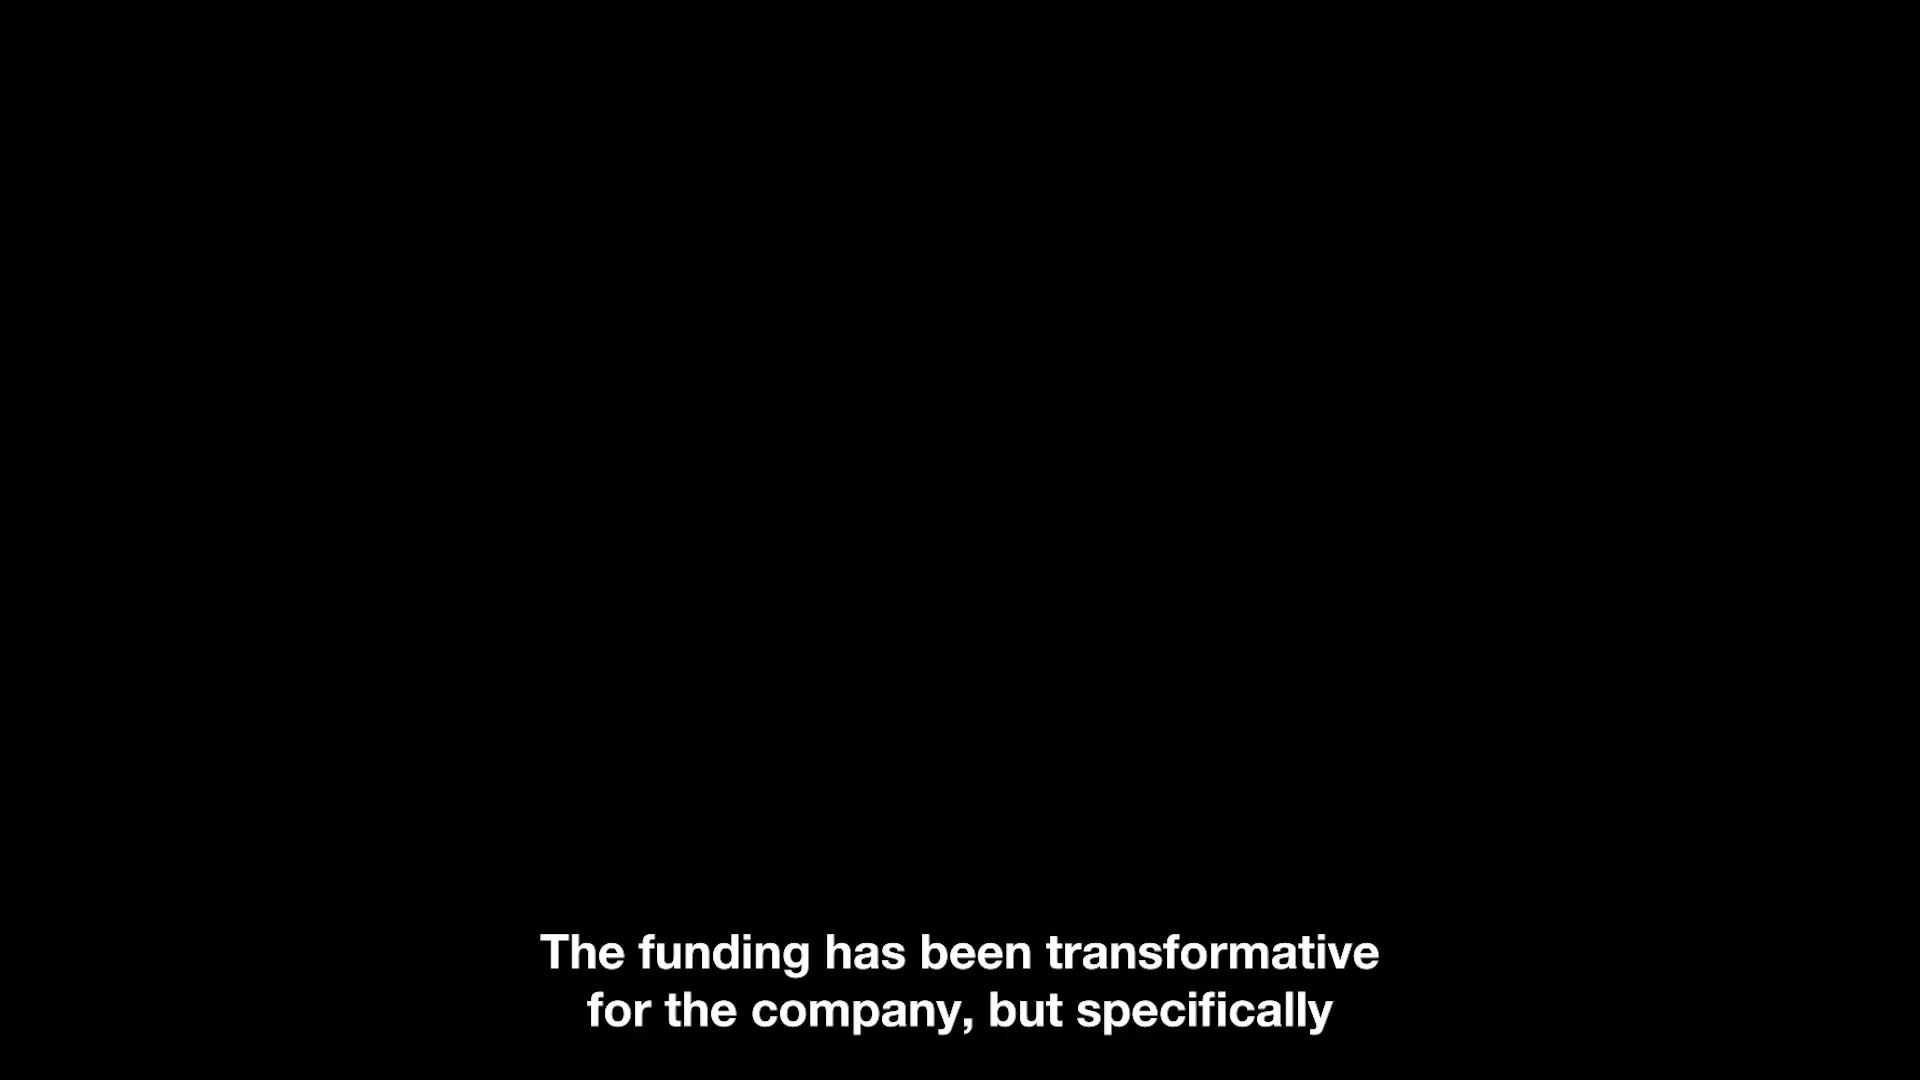 The funding has been transformative
for the company, but specifically